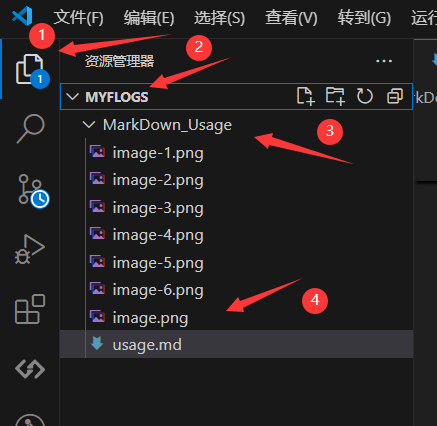 文件(F) 编辑(E) 选择(S) 查看(V) 转到(G) 运行
1
2
资源管理器
1
MYFLOGS
MarkDown_Usage
3
image-1.png
image-2.png
image-3.png
image-4.png
image-5.png
image-6.png
4
image.png
usage.md